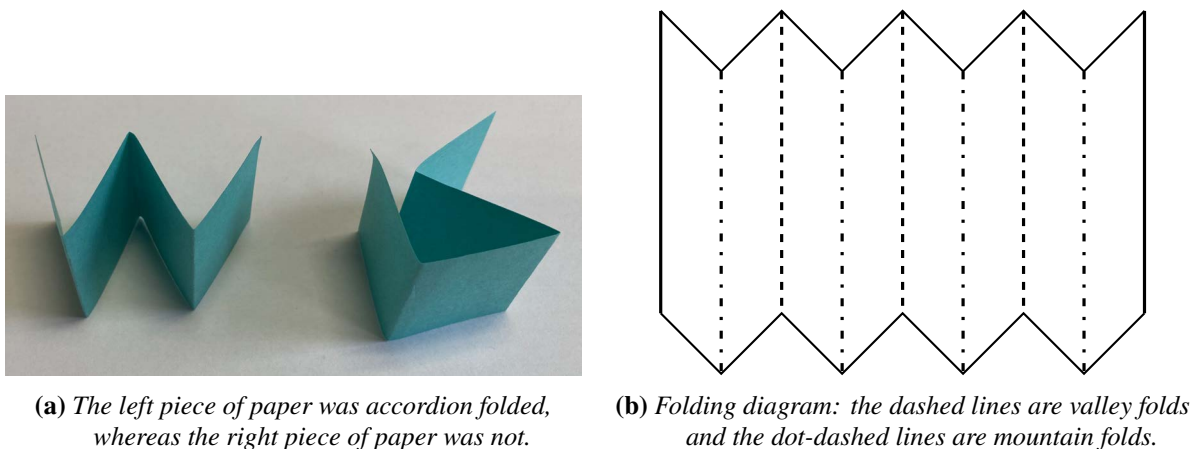 (a) The left piece of paper was accordion folded,
whereas the right piece of paper was not.
(b) Folding diagram: the dashed lines are valley folds
and the dot-dashed lines are mountain folds.